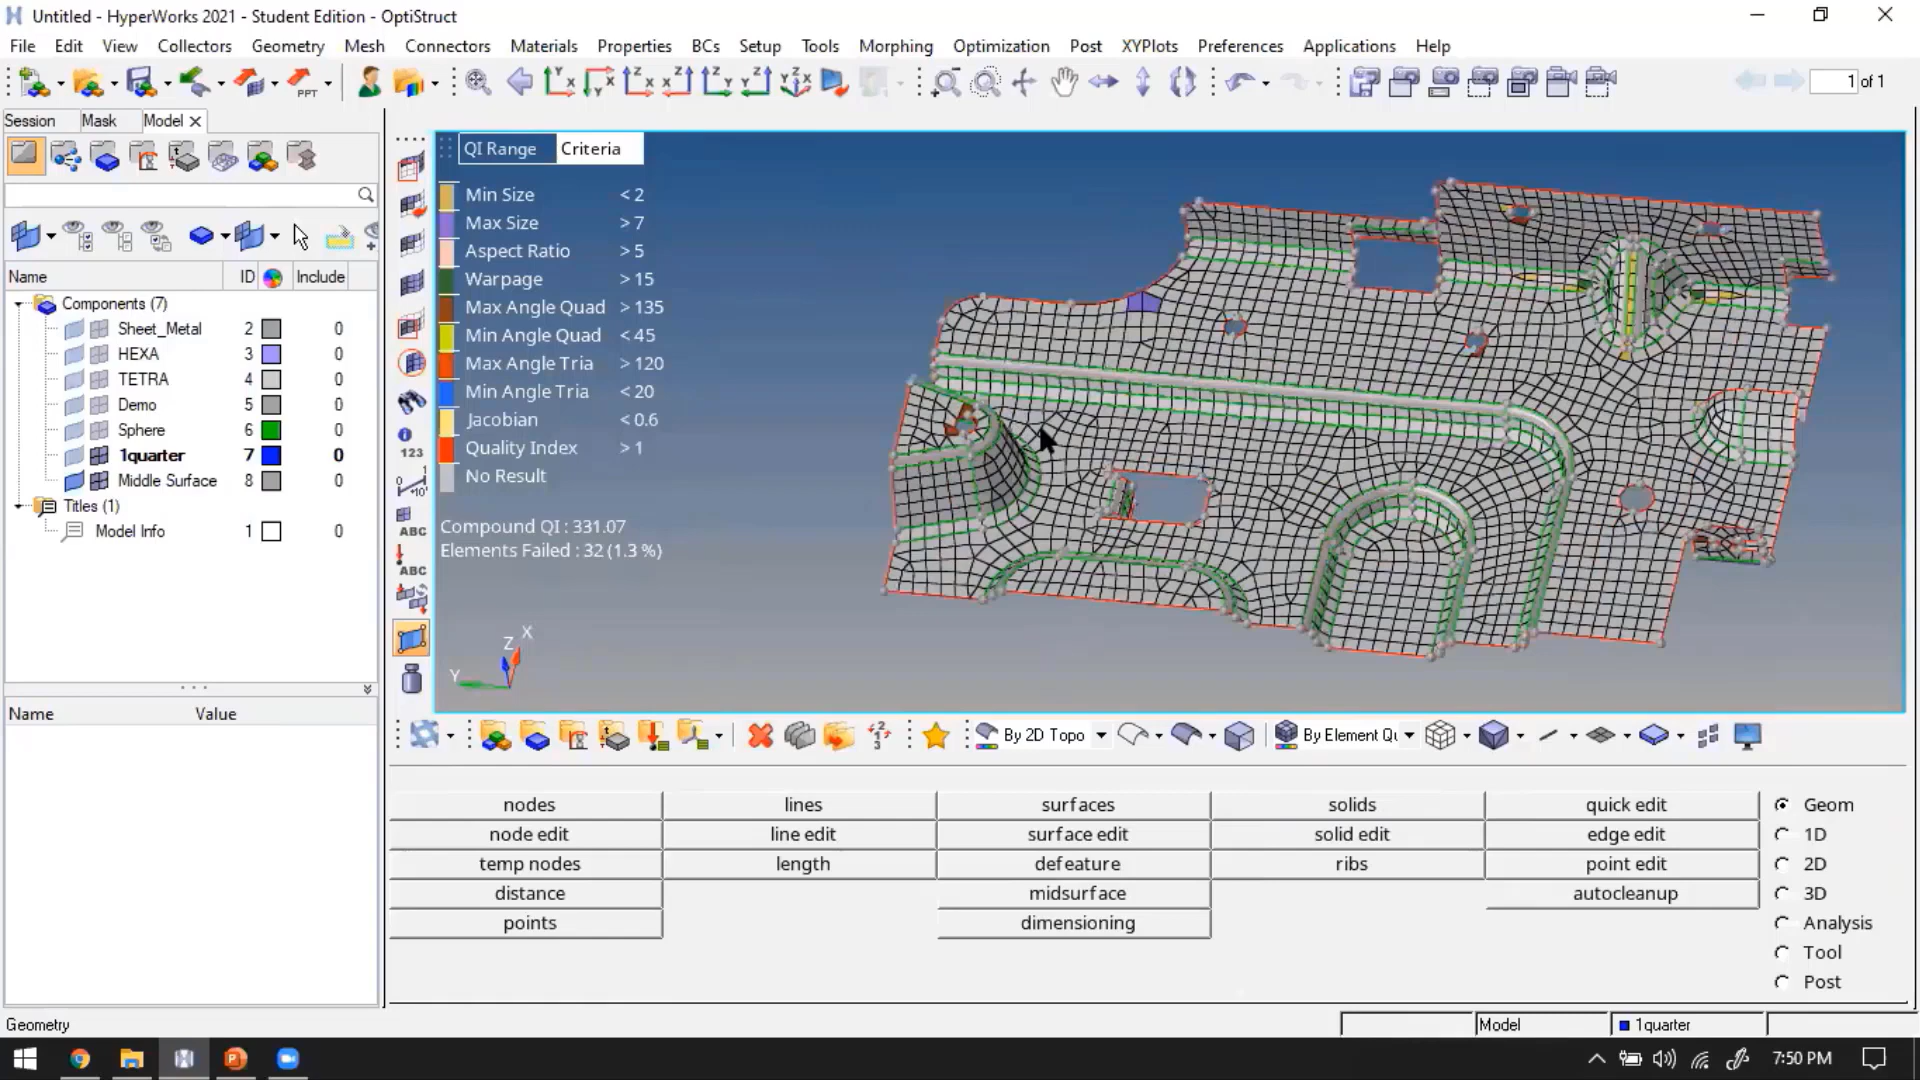 Untitled - HyperWorks 2021 - Student Edition - OptiStruct
File Edit View Collectors Geometry Mesh Connectors Materials Properties BCs Setup Tools Morphing Optimization Post XYPlots Preferences Applications Help
PPT
1 of 1
Session Mask Model
Name ID Include
Components (7)
Sheet_Metal 2 0
HEXA 3 0
TETRA 4 0
Demo 5 0
Sphere 6 0
1quarter 7 0
Middle Surface 8 0
Titles (1)
Model Info 1 0
Name Value
123
ABC
ABC
QI Range Criteria
Min Size < 2
Max Size > 7
Aspect Ratio > 5
Warpage > 15
Max Angle Quad > 135
Min Angle Quad < 45
Max Angle Tria > 120
Min Angle Tria < 20
Jacobian < 0.6
Quality Index > 1
No Result
Compound QI : 331.07
Elements Failed : 32 (1.3 %)
X
Z
Y
By 2D Topo
By Element Qu
nodes lines surfaces solids quick edit Geom
node edit line edit surface edit solid edit edge edit 1D
temp nodes length defeature ribs point edit 2D
distance midsurface autocleanup 3D
points dimensioning Analysis
Tool
Post
Geometry Model 1quarter
7:50 PM